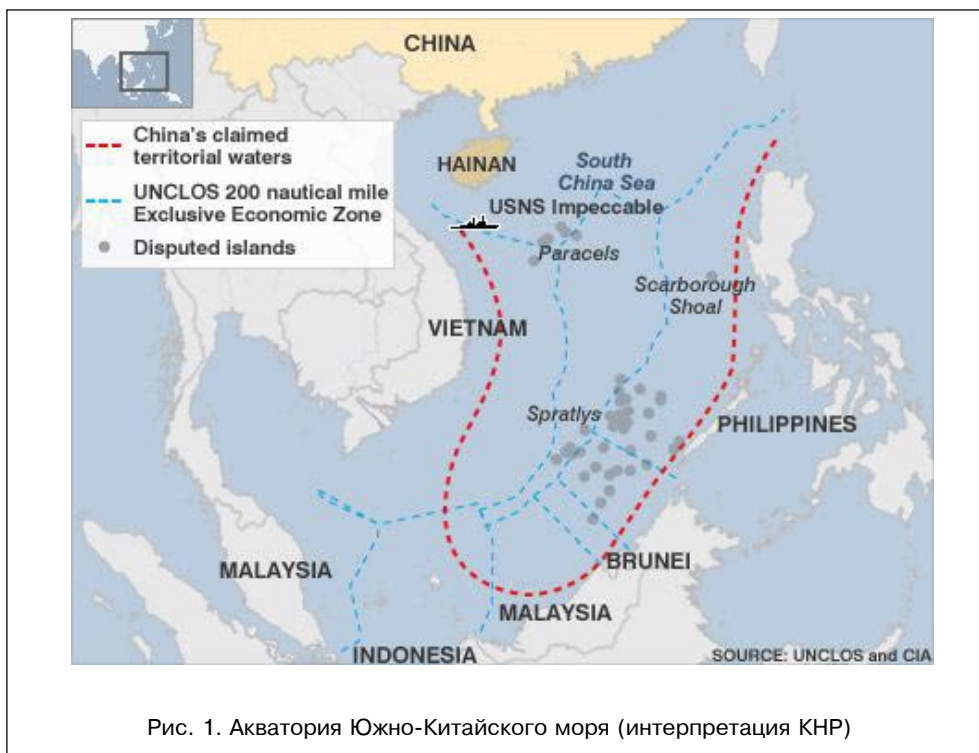 CHINA
China's claimed
territorial waters
UNCLOS 200 nautical mile
Exclusive Economic Zone
Disputed islands
HAINAN
South
China Sea
USNS Impeccable
Paracels
Scarborough
Shoal
VIETNAM
Spratlys
PHILIPPINES
BRUNEI
MALAYSIA
MALAYSIA
INDONESIA
SOURCE: UNCLOS and CIA
Рис. 1. Акватория Южно-Китайского моря (интерпретация КНР)